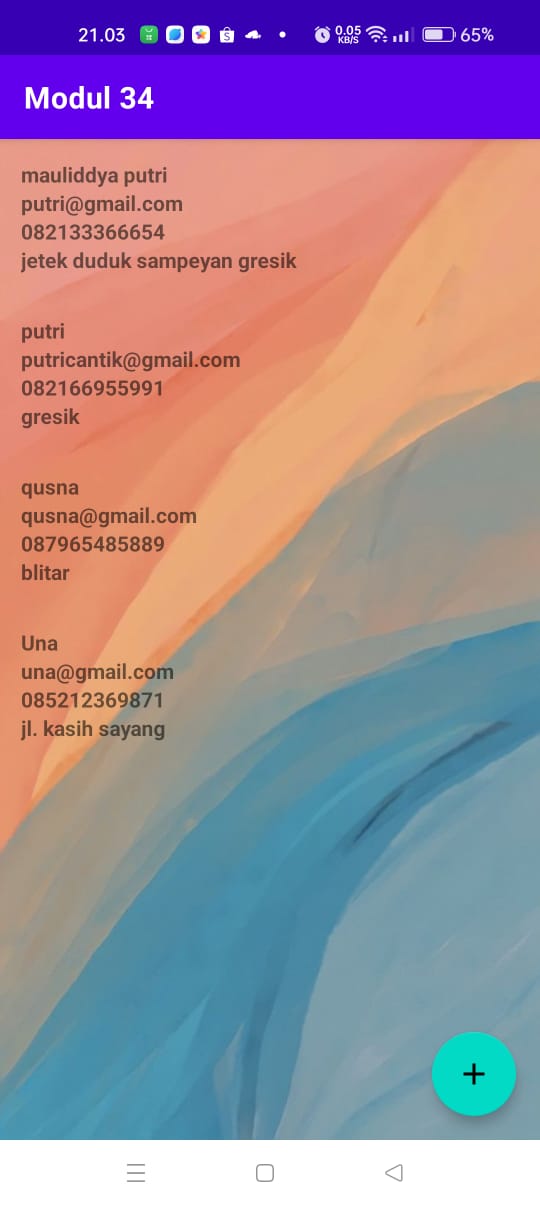 21.03
0.05
KB/S
65%
Modul 34
mauliddya putri
putri@gmail.com
082133366654
jetek duduk sampeyan gresik
putri
putricantik@gmail.com
082166955991
gresik
qusna
qusna@gmail.com
087965485889
blitar
Una
una@gmail.com
085212369871
jl. kasih sayang
+